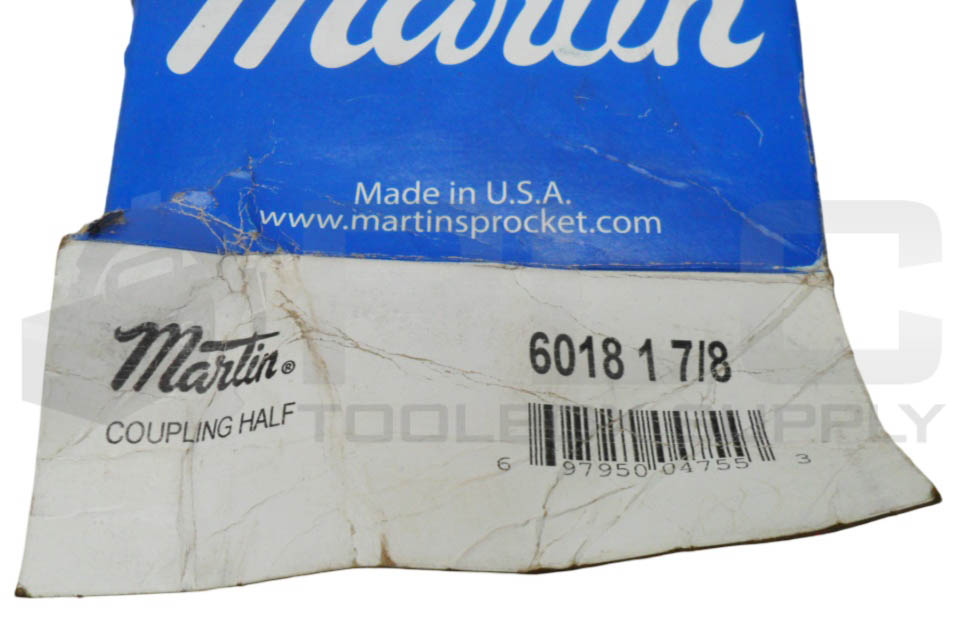 Martin
Made in U.S.A.
www.martinsprocket.com
Martin®
COUPLING HALF
6018 1 7/8
6 97950 04755 3